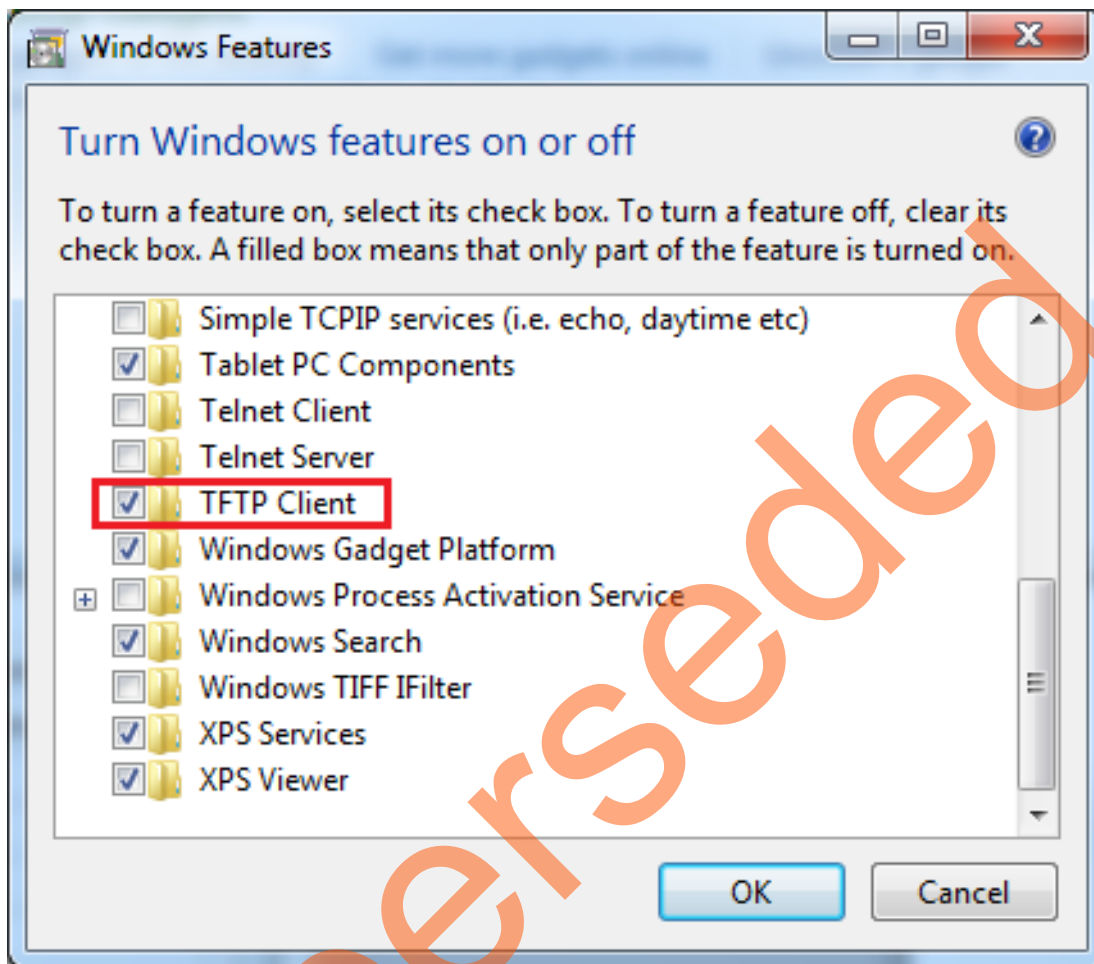 Windows Features
Turn Windows features on or off
To turn a feature on, select its check box. To turn a feature off, clear its
check box. A filled box means that only part of the feature is turned on.
Simple TCPIP services (i.e. echo, daytime etc)
Tablet PC Components
Telnet Client
Telnet Server
TFTP Client
Windows Gadget Platform
Windows Process Activation Service
Windows Search
Windows TIFF IFilter
XPS Services
XPS Viewer
OK
Cancel
erseded